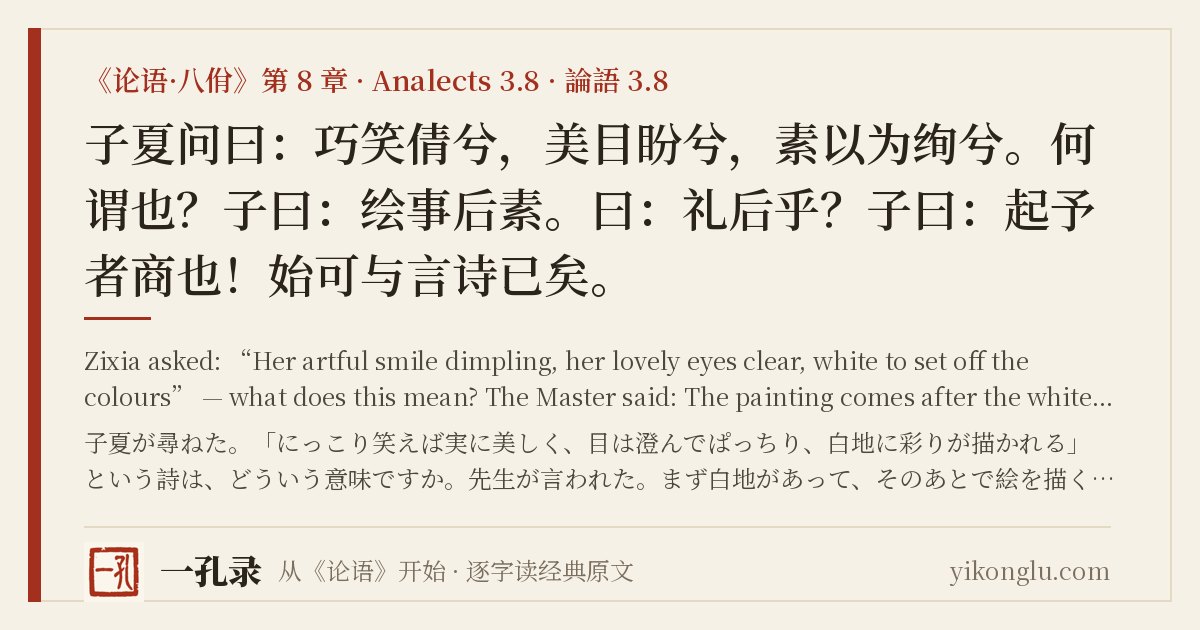 《论语·八佾》第 8 章 · Analects 3.8 · 論語 3.8
子夏问曰：巧笑倩兮，美目盼兮，素以为绚兮。何
谓也？子曰：绘事后素。曰：礼后乎？子曰：起予
者商也！始可与言诗已矣。
Zixia asked: “Her artful smile dimpling, her lovely eyes clear, white to set off the
colours” — what does this mean? The Master said: The painting comes after the white…
子夏が尋ねた。「にっこり笑えば実に美しく、目は澄んでぱっちり、白地に彩りが描かれる」
という詩は、どういう意味ですか。先生が言われた。まず白地があって、そのあとで絵を描く…
一孔
一孔录 从《论语》开始 · 逐字读经典原文 yikonglu.com